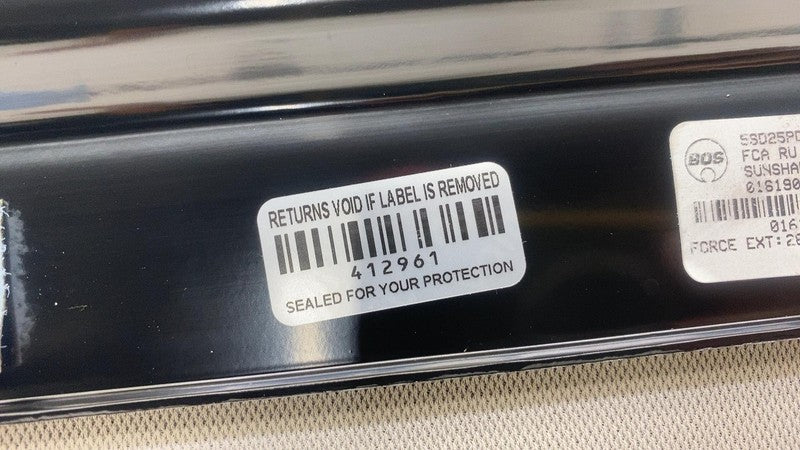 RETURNS VOID IF LABEL IS REMOVED
412961
SEALED FOR YOUR PROTECTION
BOS
5SD25PD
FCA RU
SUNSHA
016190
016
FORCE EXT:28